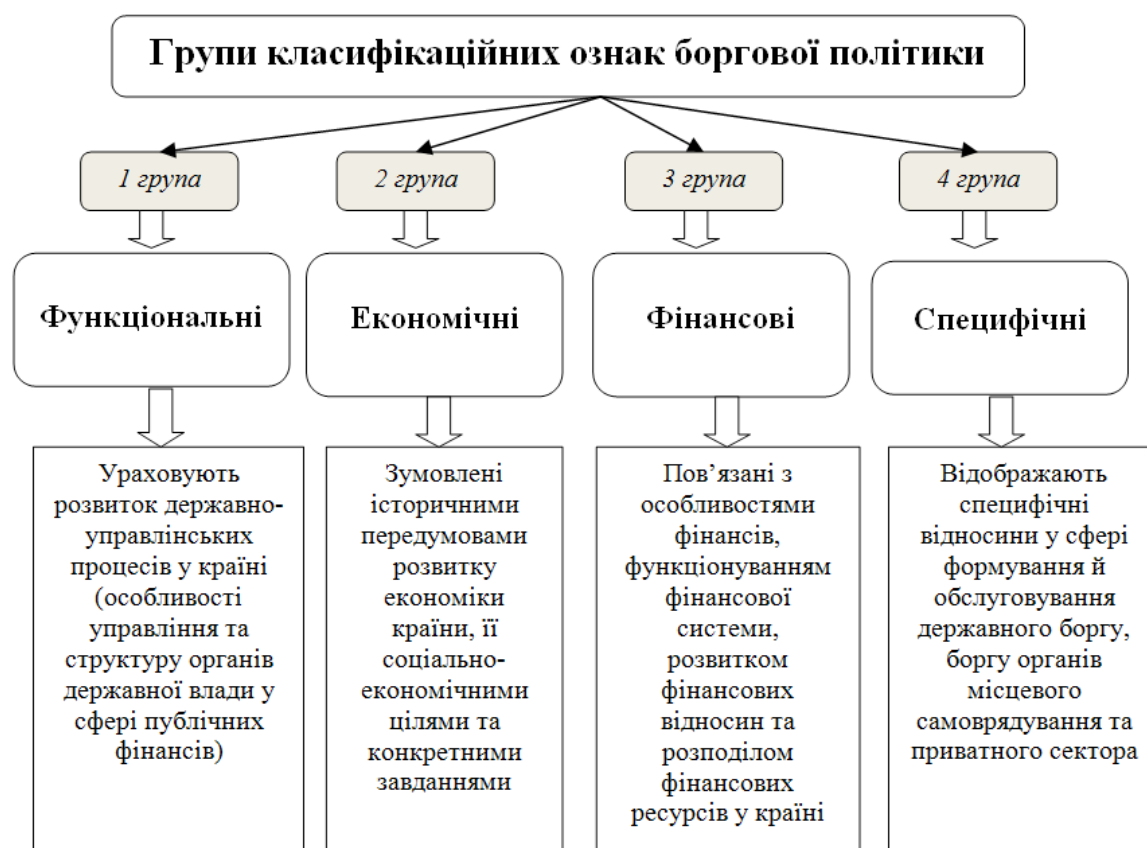 Групи класифікаційних ознак боргової політики
1 група
2 група
3 група
4 група
Функціональні
Економічні
Фінансові
Специфічні
Ураховують
розвиток державно-
управлінських
процесів у країні
(особливості
управління та
структуру органів
державної влади у
сфері публічних
фінансів)
Зумовлені
історичними
передумовами
розвитку
економіки
країни, її
соціально-
економічними
цілями та
конкретними
завданнями
Пов’язані з
особливостями
фінансів,
функціонуванням
фінансової
системи,
розвитком
фінансових
відносин та
розподілом
фінансових
ресурсів у країні
Відображають
специфічні
відносини у сфері
формування й
обслуговування
державного боргу,
боргу органів
місцевого
самоврядування та
приватного сектора